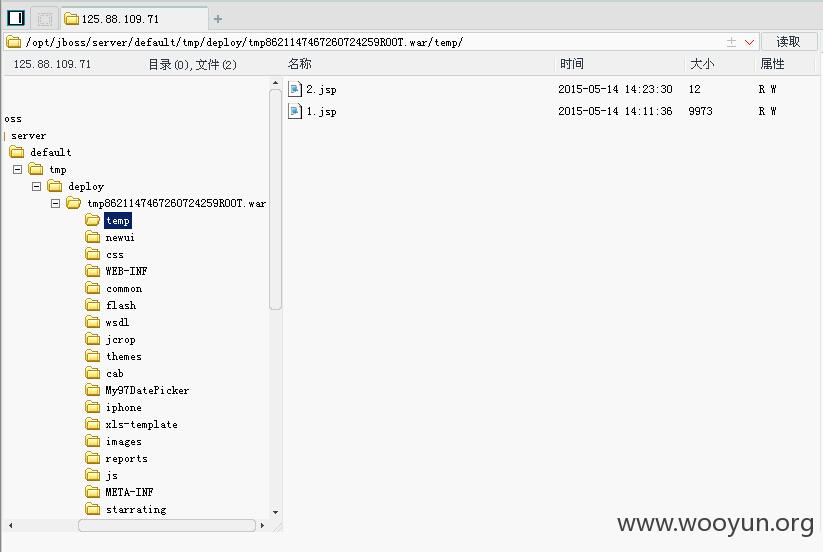 125.88.109.71
/opt/jboss/server/default/tmp/deploy/tmp8621147467260724259ROOT.war/temp/
读取
125.88.109.71 目录(0),文件(2)
名称 时间 大小 属性
2.jsp 2015-05-14 14:23:30 12 R W
1.jsp 2015-05-14 14:11:36 9973 R W
oss
server
default
tmp
deploy
tmp8621147467260724259ROOT.war
temp
newui
css
WEB-INF
common
flash
wsdl
jcrop
themes
cab
My97DatePicker
iphone
xls-template
images
reports
js
META-INF
starrating
www.wooyun.org